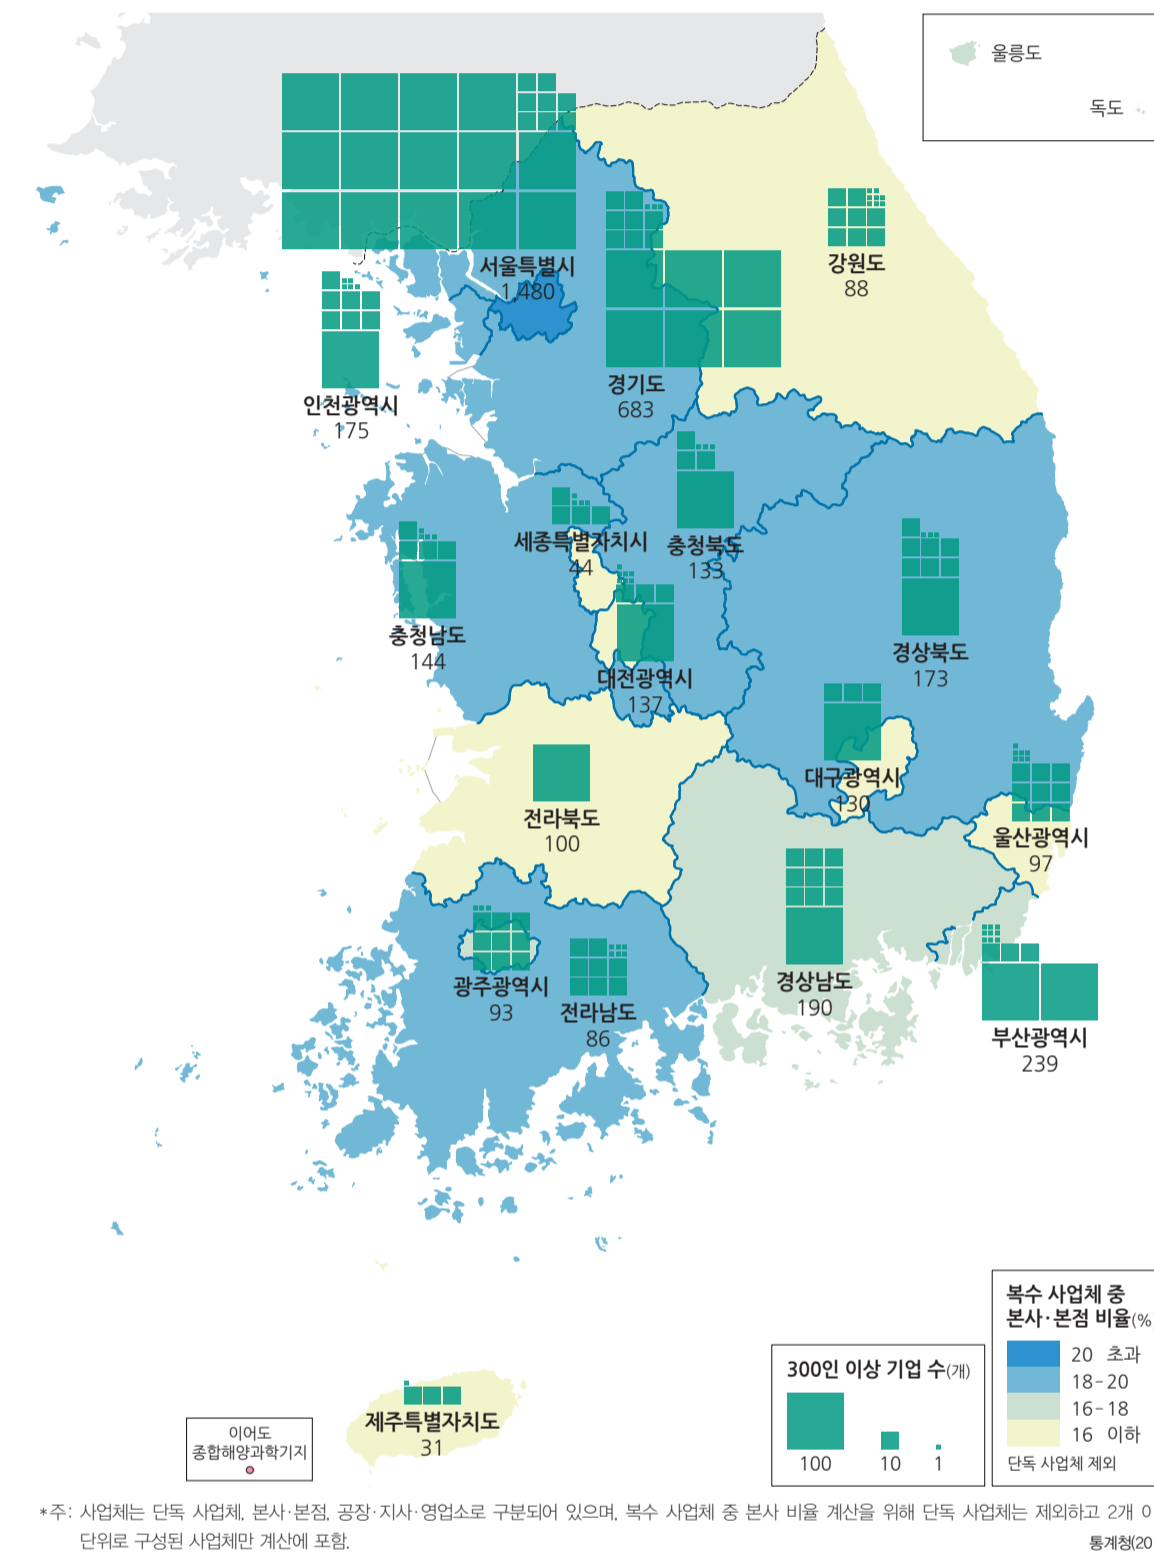 울릉도
독도
서울특별시
1,480
강원도
88
경기도
683
인천광역시
175
세종특별자치시
44
충청북도
133
충청남도
144
대전광역시
137
경상북도
173
대구광역시
130
전라북도
100
울산광역시
97
광주광역시
93
전라남도
86
경상남도
190
부산광역시
239
제주특별자치도
31
이어도
종합해양과학기지
300인 이상 기업 수(개)
100 10 1
복수 사업체 중
본사·본점 비율(%
20 초과
18-20
16-18
16 이하
단독 사업체 제외
*주: 사업체는 단독 사업체, 본사·본점, 공장·지사·영업소로 구분되어 있으며, 복수 사업체 중 본사 비율 계산을 위해 단독 사업체는 제외하고 2개 이
단위로 구성된 사업체만 계산에 포함.
통계청(20